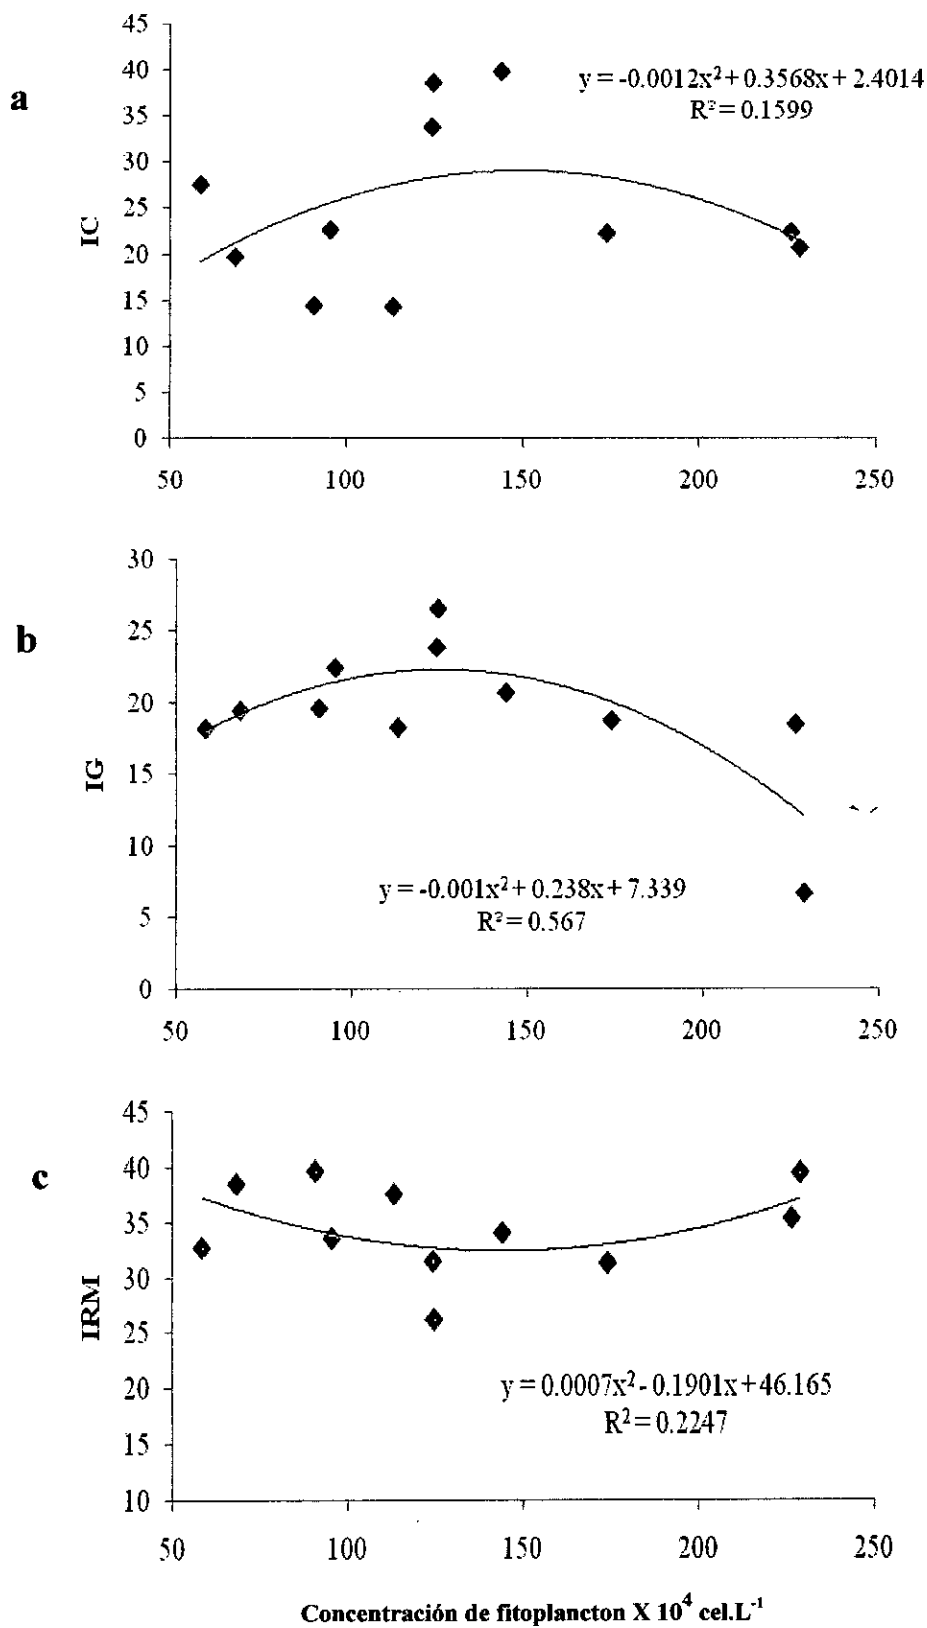 a
45
40
35
30
25
20
15
10
5
0
IC
y = -0.0012x² + 0.3568x + 2.4014
R² = 0.1599
50 100 150 200 250
b
30
25
20
15
10
5
0
IG
y = -0.001x² + 0.238x + 7.339
R² = 0.567
50 100 150 200 250
c
45
40
35
30
25
20
15
10
IRM
y = 0.0007x² - 0.1901x + 46.165
R² = 0.2247
50 100 150 200 250
Concentración de fitoplancton X 10⁴ cel.L⁻¹